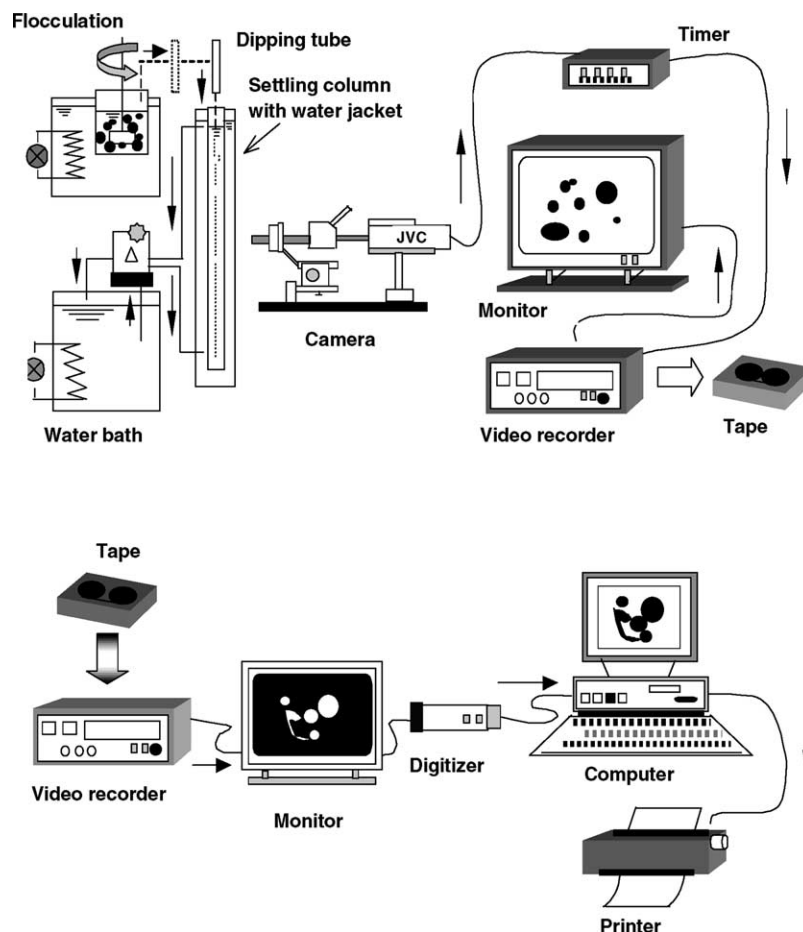 Flocculation
Dipping tube
Settling column
with water jacket
Timer
JVC
Camera
Monitor
Water bath
Video recorder
Tape
Tape
Video recorder
Monitor
Digitizer
Computer
Printer